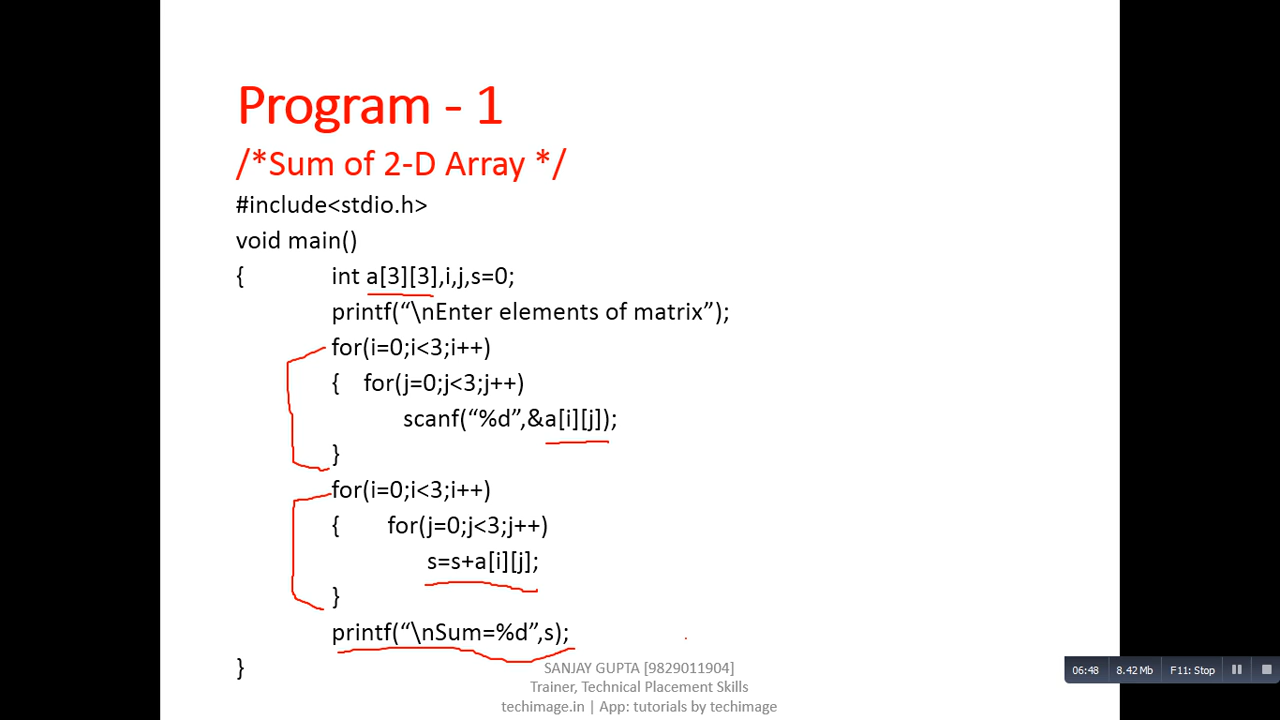 Program - 1
/*Sum of 2-D Array */
#include<stdio.h>
void main()
{ int a[3][3],i,j,s=0;
printf(“\nEnter elements of matrix”);
for(i=0;i<3;i++)
{ for(j=0;j<3;j++)
scanf(“%d”,&a[i][j]);
}
for(i=0;i<3;i++)
{ for(j=0;j<3;j++)
s=s+a[i][j];
}
printf(“\nSum=%d”,s);
}
SANJAY GUPTA [9829011904]
Trainer, Technical Placement Skills
techimage.in | App: tutorials by techimage
06:48 8.42 Mb F11: Stop